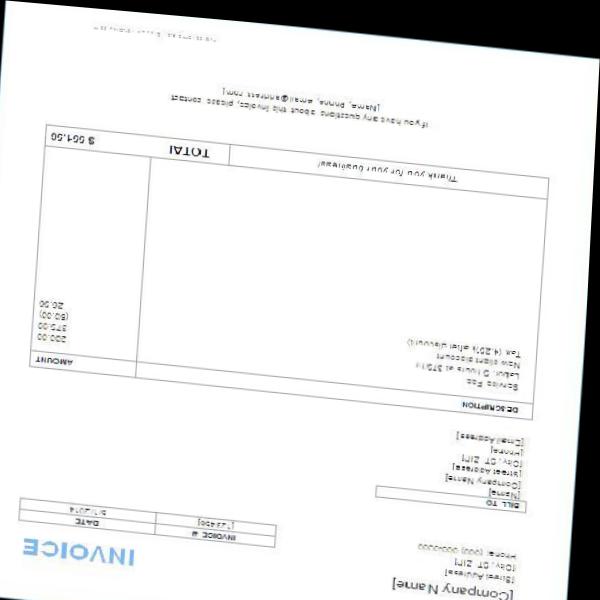 [Company Name]
[Street Address]
[City, ST ZIP]
Phone: (000) 000-0000
INVOICE
INVOICE # DATE
[123456] 5/1/2014
BILL TO
[Name]
[Company Name]
[Street Address]
[City, ST ZIP]
[Phone]
[Email Address]
DESCRIPTION AMOUNT
Service Fee 200.00
Labor: 5 hours at $75/hr 375.00
New client discount (50.00)
Tax (4.25% after discount) 26.50
Thank you for your business! TOTAL $ 551.50
If you have any questions about this invoice, please contact
[Name, Phone, email@address.com]